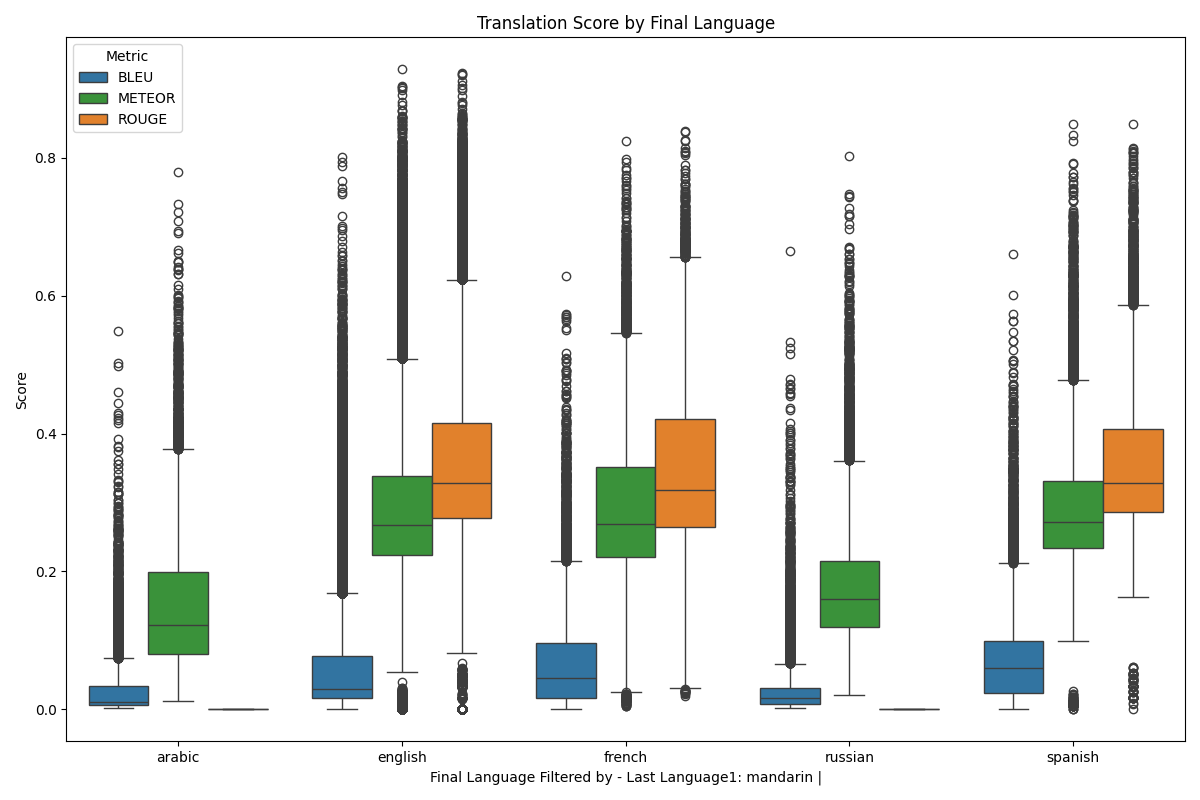 Translation Score by Final Language
Metric
BLEU
METEOR
ROUGE
Score
0.8
0.6
0.4
0.2
0.0
arabic
english
french
russian
spanish
Final Language Filtered by - Last Language1: mandarin |